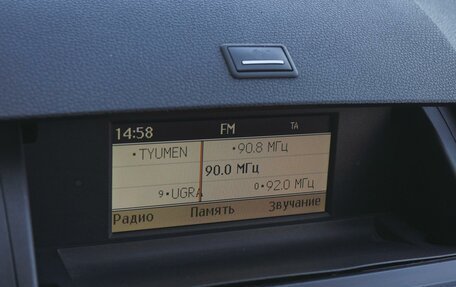 14:58 FM TA
•TYUMEN •90.8 МГц
90.0 МГц
9•UGRA 0•92.0 МГц
Радио Память Звучание